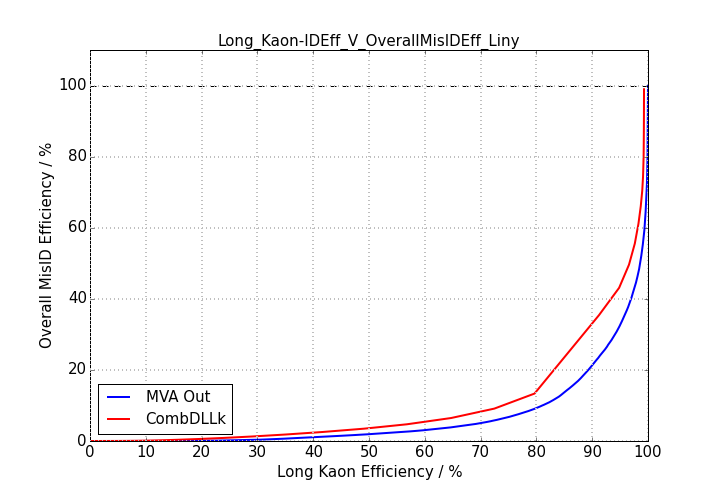 Long_Kaon-IDEff_V_OverallMisIDEff_Liny
100
80
60
40
20
0
Overall MisID Efficiency / %
MVA Out
CombDLLk
0 10 20 30 40 50 60 70 80 90 100
Long Kaon Efficiency / %